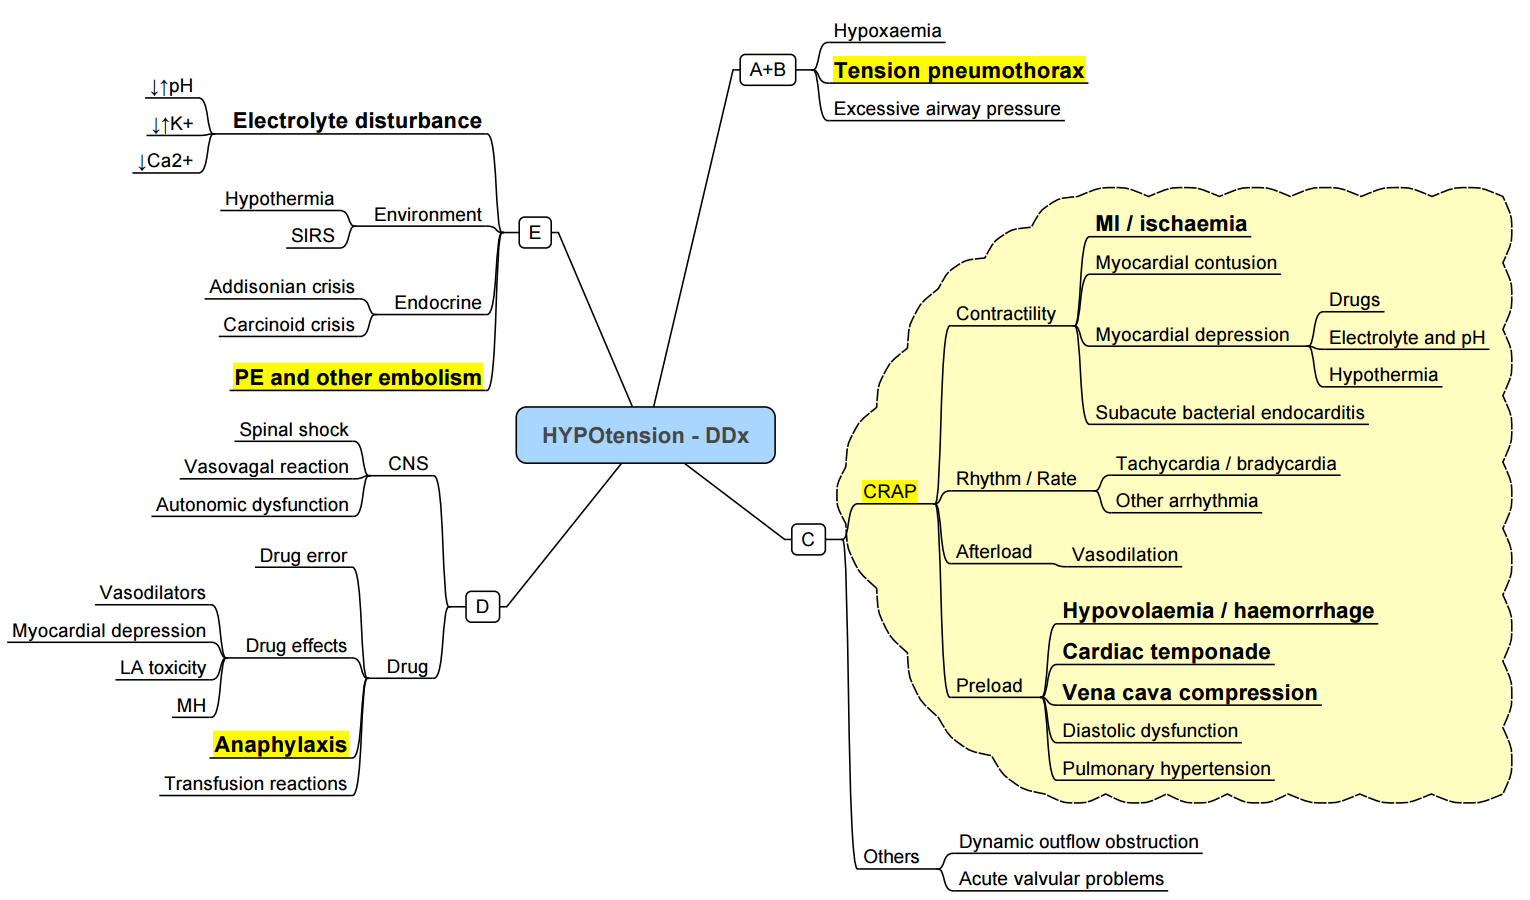 HYPOtension - DDx
A+B
Hypoxaemia
Tension pneumothorax
Excessive airway pressure
C
CRAP
Contractility
MI / ischaemia
Myocardial contusion
Myocardial depression
Drugs
Electrolyte and pH
Hypothermia
Subacute bacterial endocarditis
Rhythm / Rate
Tachycardia / bradycardia
Other arrhythmia
Afterload
Vasodilation
Preload
Hypovolaemia / haemorrhage
Cardiac temponade
Vena cava compression
Diastolic dysfunction
Pulmonary hypertension
Others
Dynamic outflow obstruction
Acute valvular problems
D
CNS
Spinal shock
Vasovagal reaction
Autonomic dysfunction
Drug
Drug error
Drug effects
Vasodilators
Myocardial depression
LA toxicity
MH
Anaphylaxis
Transfusion reactions
E
Electrolyte disturbance
↓↑pH
↓↑K+
↓Ca2+
Environment
Hypothermia
SIRS
Endocrine
Addisonian crisis
Carcinoid crisis
PE and other embolism